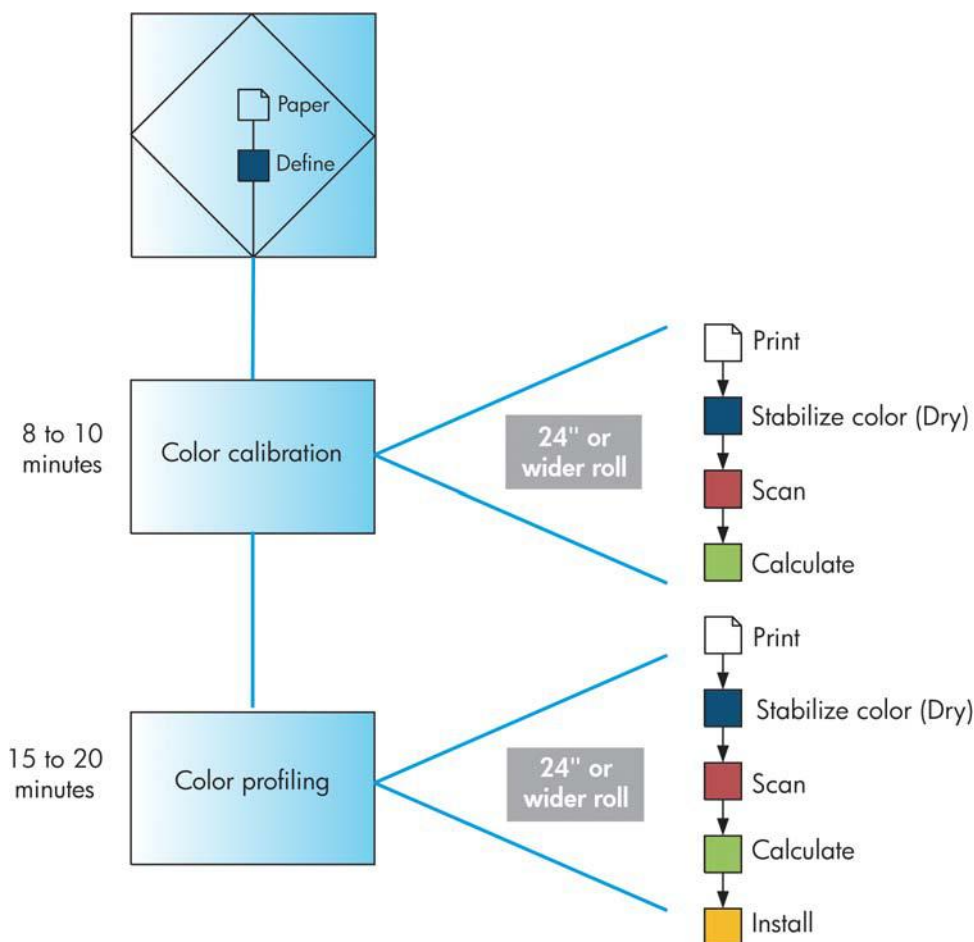 Paper
Define
8 to 10
minutes
Color calibration
24" or
wider roll
Print
Stabilize color (Dry)
Scan
Calculate
15 to 20
minutes
Color profiling
24" or
wider roll
Print
Stabilize color (Dry)
Scan
Calculate
Install